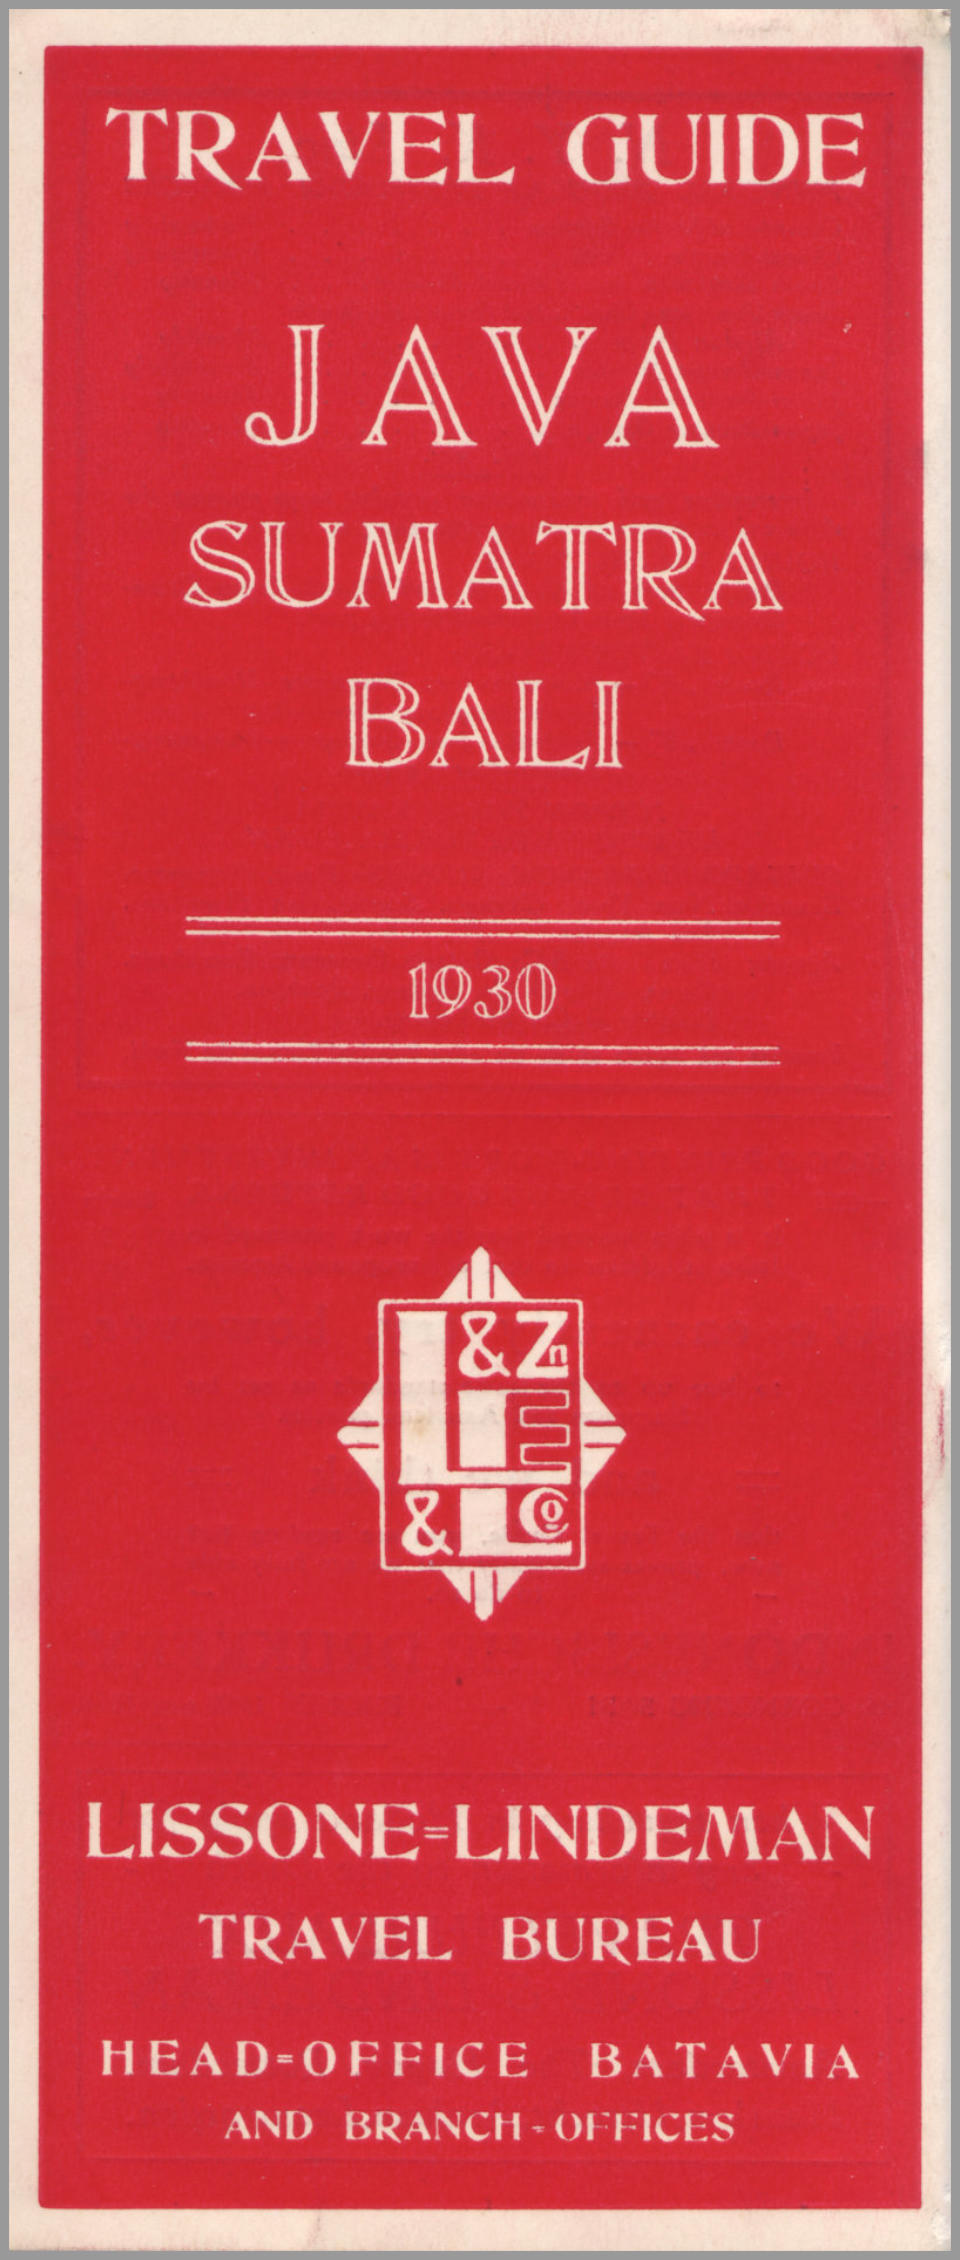 TRAVEL GUIDE
JAVA
SUMATRA
BALI
1930
L & Zn
L E
& L Co
LISSONE=LINDEMAN
TRAVEL BUREAU
HEAD=OFFICE BATAVIA
AND BRANCH=OFFICES